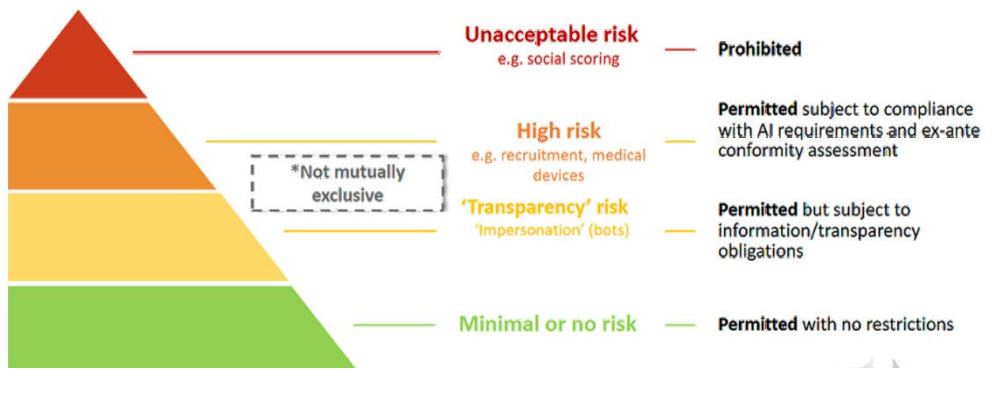 Unacceptable risk
e.g. social scoring
Prohibited
High risk
e.g. recruitment, medical
devices
Permitted subject to compliance
with AI requirements and ex-ante
conformity assessment
*Not mutually
exclusive
'Transparency' risk
'Impersonation' (bots)
Permitted but subject to
information/transparency
obligations
Minimal or no risk
Permitted with no restrictions